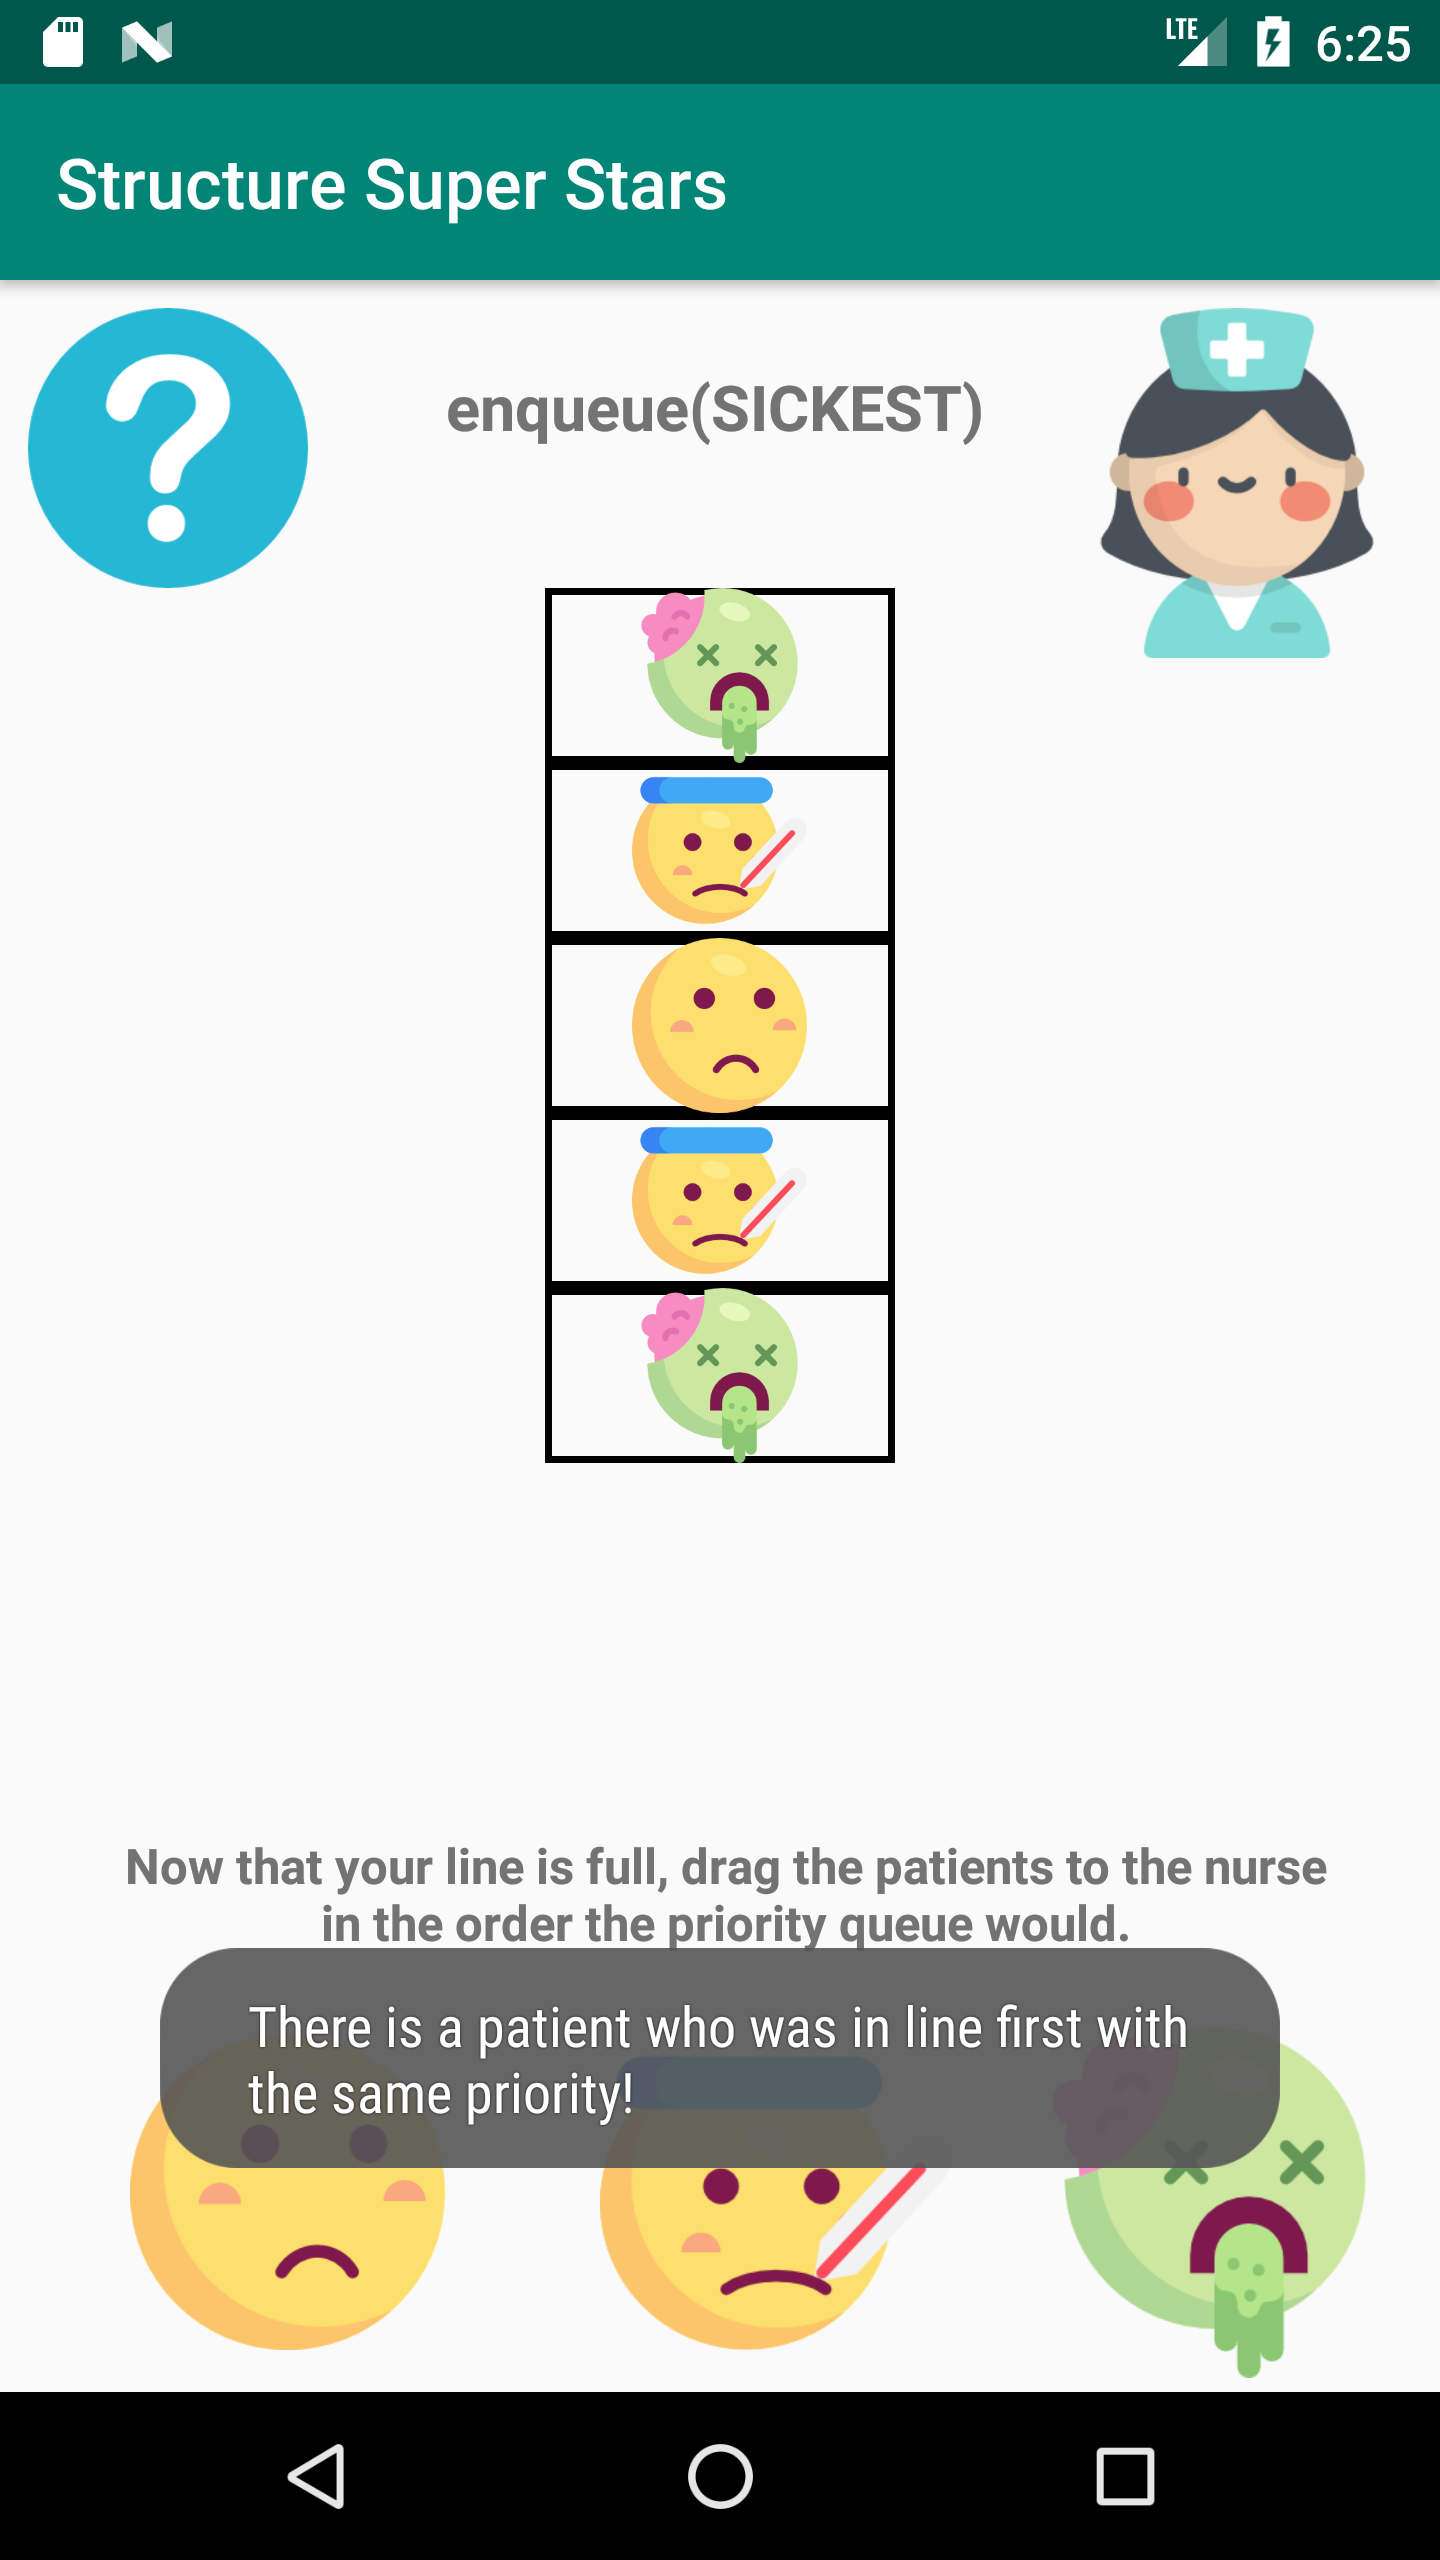 LTE 6:25
Structure Super Stars
enqueue(SICKEST)
Now that your line is full, drag the patients to the nurse
in the order the priority queue would.
There is a patient who was in line first with
the same priority!